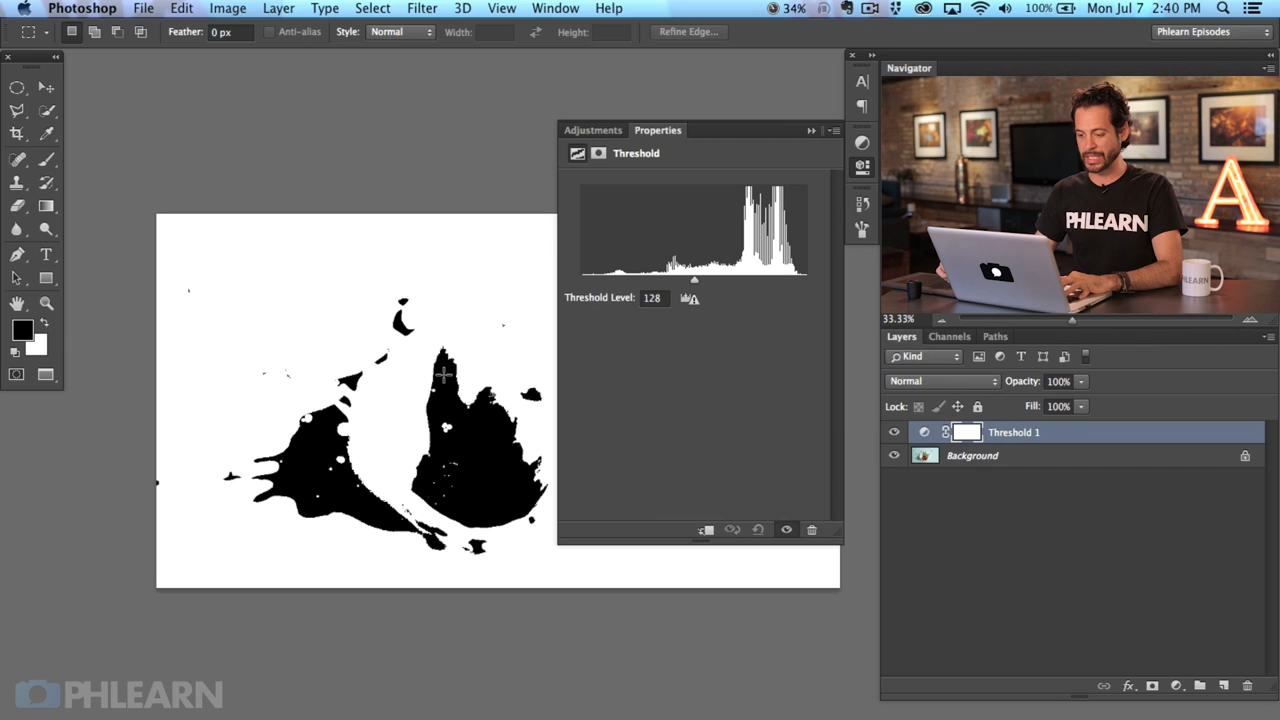 Photoshop File Edit Image Layer Type Select Filter 3D View Window Help 34% 100% Mon Jul 7 2:40 PM
Feather: 0 px Anti-alias Style: Normal Width: Height: Refine Edge... Phlearn Episodes
Navigator
Adjustments Properties
Threshold
Threshold Level: 128
PHLEARN
A
PHLEARN
33.33%
Layers Channels Paths
Kind
Normal Opacity: 100%
Lock: Fill: 100%
Threshold 1
Background
PHLEARN